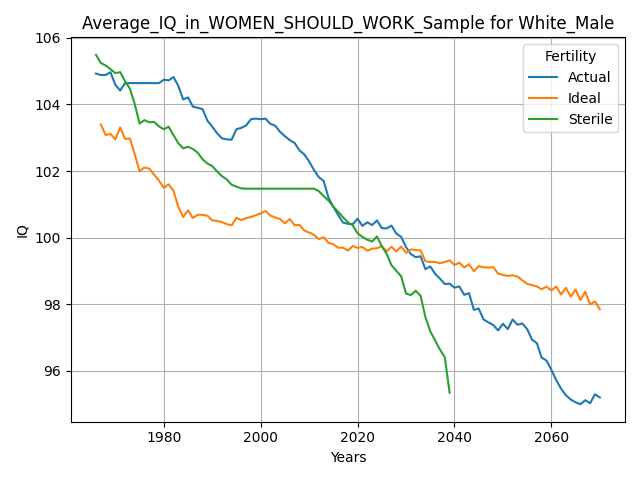 Average_IQ_in_WOMEN_SHOULD_WORK_Sample for White_Male
Fertility
Actual
Ideal
Sterile
IQ
106
104
102
100
98
96
1980
2000
2020
2040
2060
Years